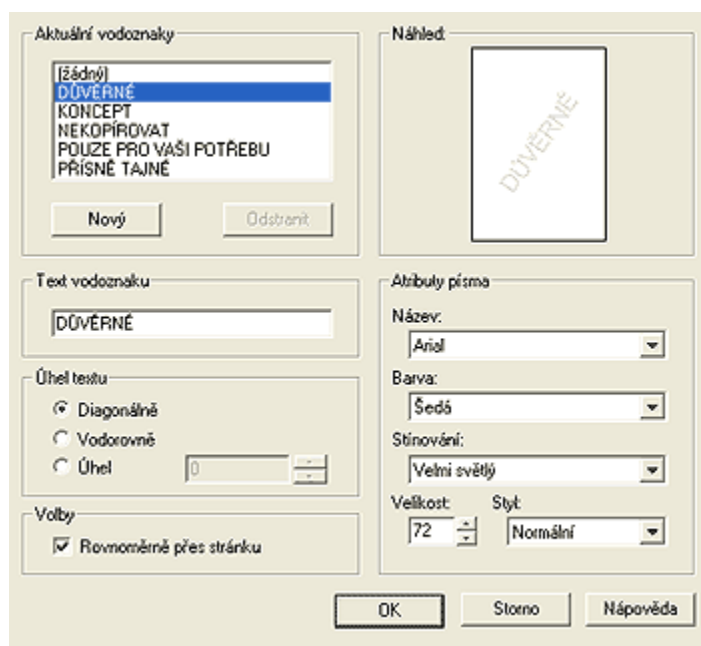 Aktuální vodoznaky
(žádný)
DŮVĚRNÉ
KONCEPT
NEKOPÍROVAT
POUZE PRO VAŠI POTŘEBU
PŘÍSNĚ TAJNÉ
Nový
Odstranit
Náhled:
DŮVĚRNÉ
Text vodoznaku
DŮVĚRNÉ
Úhel textu
Diagonálně
Vodorovně
Úhel
0
Volby
Rovnoměrně přes stránku
Atributy písma
Název:
Arial
Barva:
Šedá
Stínování:
Velmi světlý
Velikost:
Styl:
72
Normální
OK
Storno
Nápověda